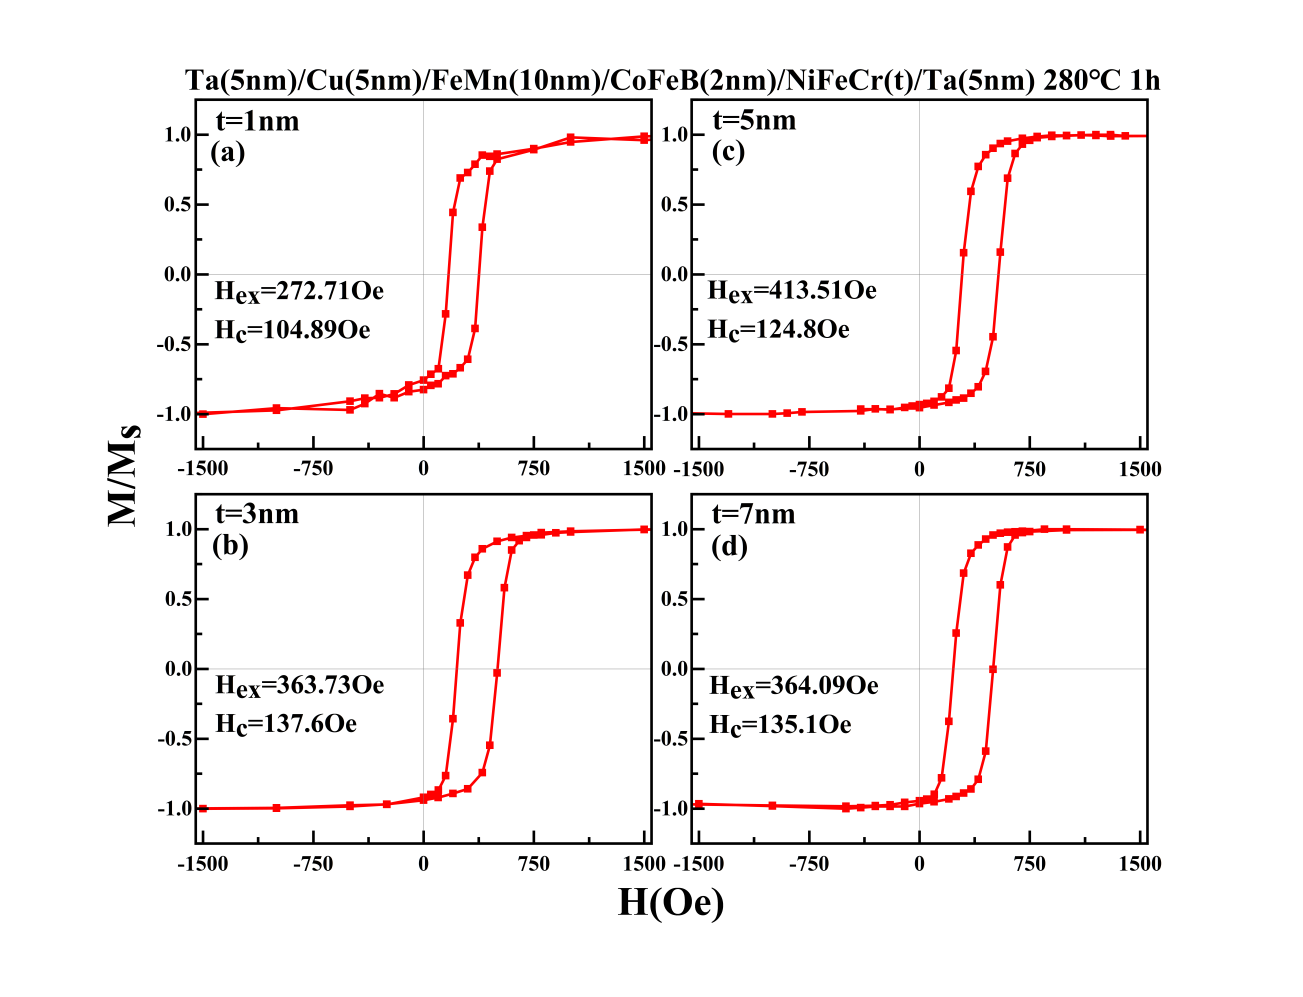 Ta(5nm)/Cu(5nm)/FeMn(10nm)/CoFeB(2nm)/NiFeCr(t)/Ta(5nm) 280℃ 1h
t=1nm
(a)
1.0
0.5
0.0
-0.5
-1.0
Hex=272.71Oe
Hc=104.89Oe
-1500 -750 0 750 1500
t=5nm
(c)
1.0
0.5
0.0
-0.5
-1.0
Hex=413.51Oe
Hc=124.8Oe
-1500 -750 0 750 1500
M/Ms
t=3nm
(b)
1.0
0.5
0.0
-0.5
-1.0
Hex=363.73Oe
Hc=137.6Oe
-1500 -750 0 750 1500
t=7nm
(d)
1.0
0.5
0.0
-0.5
-1.0
Hex=364.09Oe
Hc=135.1Oe
-1500 -750 0 750 1500
H(Oe)